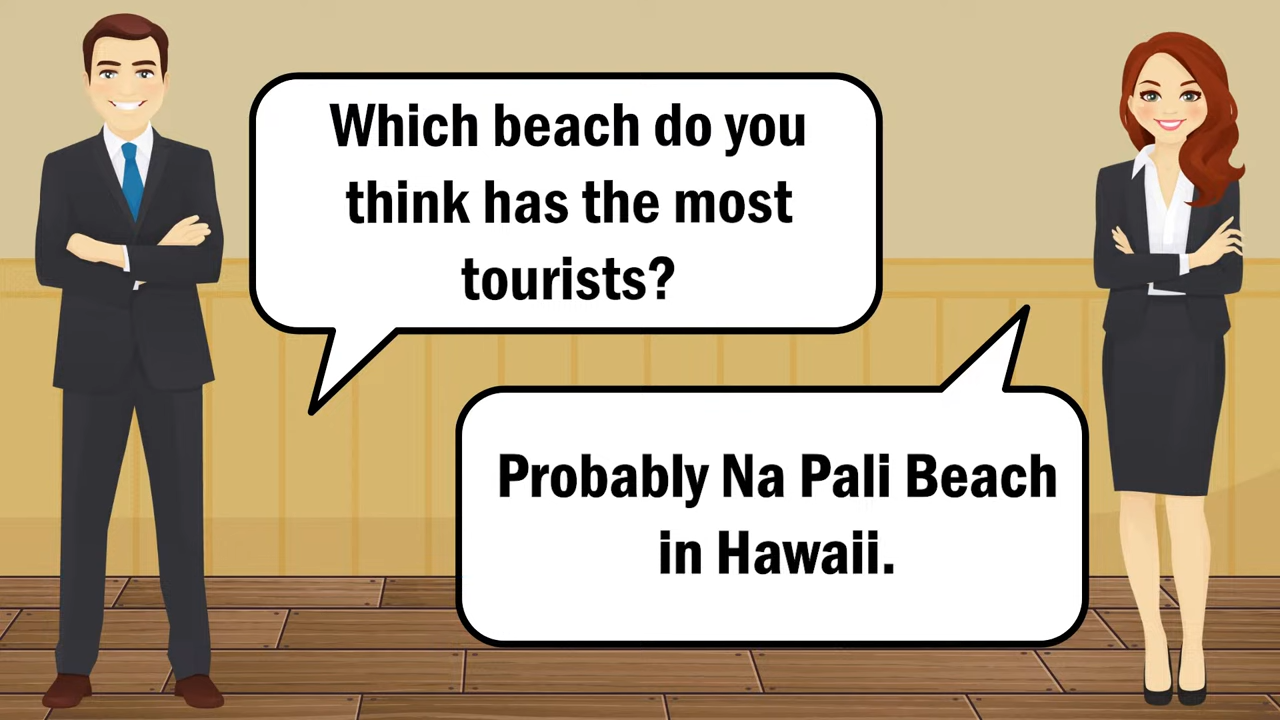 Which beach do you
think has the most
tourists?
Probably Na Pali Beach
in Hawaii.